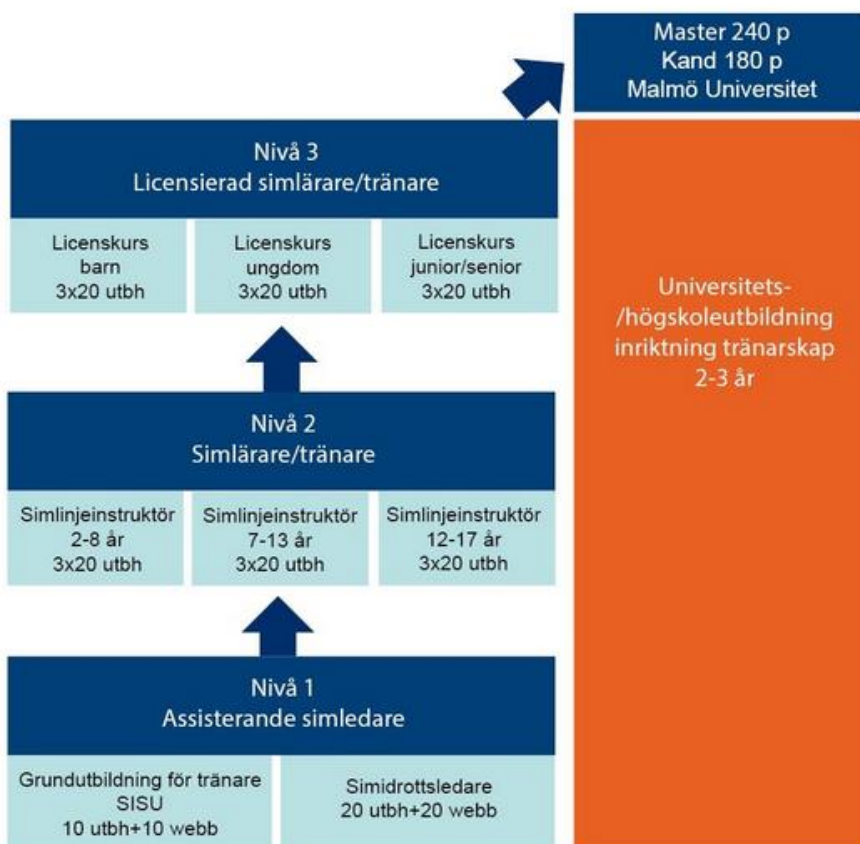 Master 240 p
Kand 180 p
Malmö Universitet
Nivå 3
Licensierad simlärare/tränare
Licenskurs
barn
3x20 utbh
Licenskurs
ungdom
3x20 utbh
Licenskurs
junior/senior
3x20 utbh
Universitets-
/högskoleutbildning
inriktning tränarskap
2-3 år
Nivå 2
Simlärare/tränare
Simlinjeinstruktör
2-8 år
3x20 utbh
Simlinjeinstruktör
7-13 år
3x20 utbh
Simlinjeinstruktör
12-17 år
3x20 utbh
Nivå 1
Assisterande simledare
Grundutbildning för tränare
SISU
10 utbh+10 webb
Simidrottsledare
20 utbh+20 webb